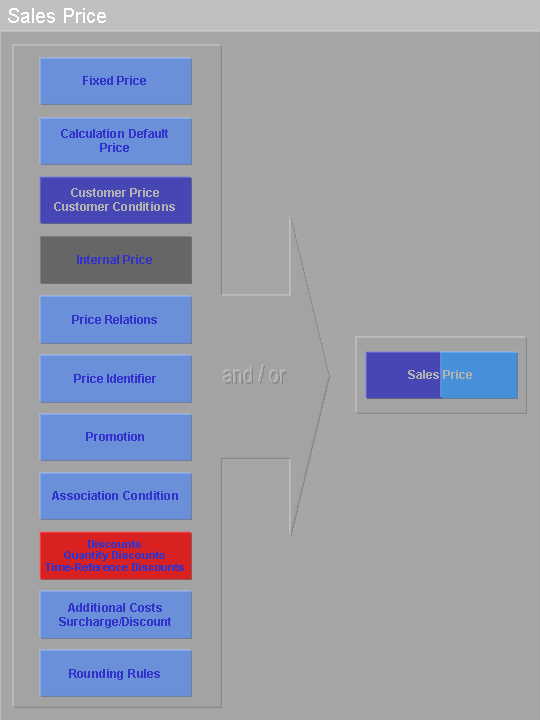 Sales Price
Fixed Price
Calculation Default
Price
Customer Price
Customer Conditions
Internal Price
Price Relations
Price Identifier
Promotion
Association Condition
Discounts
Quantity Discounts
Time-Reference Discounts
Additional Costs
Surcharge/Discount
Rounding Rules
and / or
Sales Price